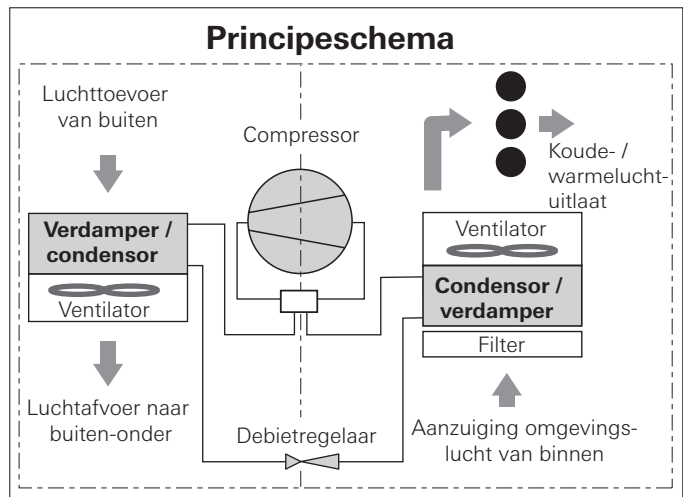 Principeschema
Luchttoevoer
van buiten
Compressor
Koude- /
warmelucht-
uitlaat
Verdamper /
condensor
Ventilator
Ventilator
Condensor /
verdamper
Filter
Luchtafvoer naar
buiten-onder
Debietregelaar
Aanzuiging omgevings-
lucht van binnen